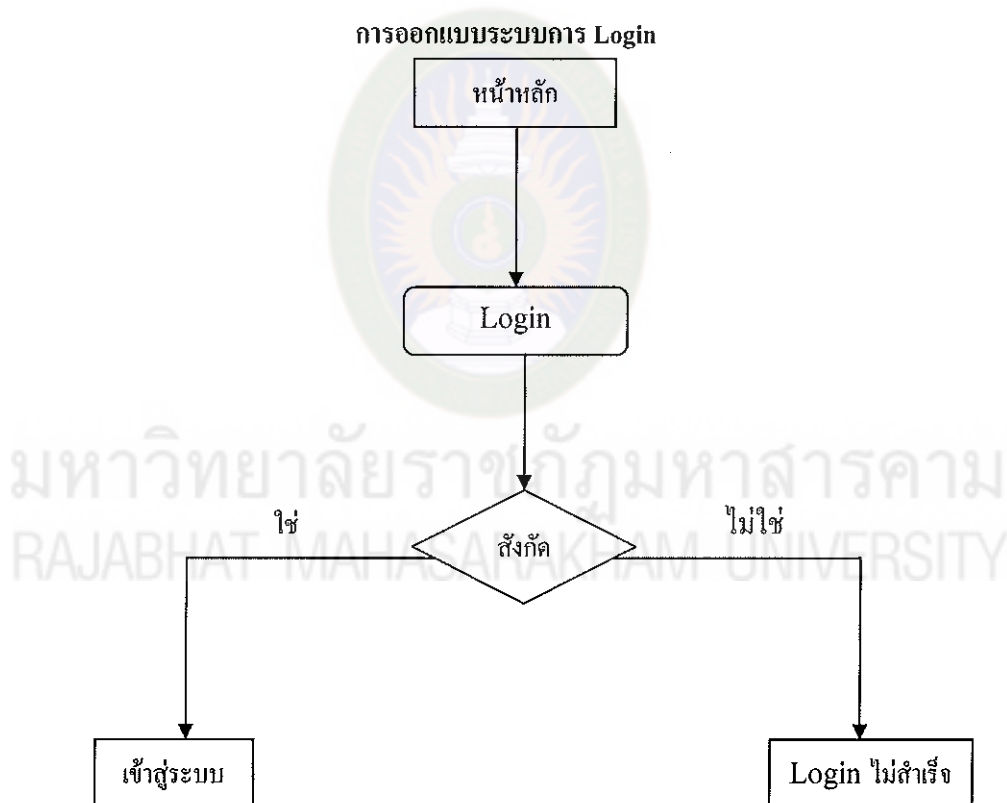 การออกแบบระบบการ Login
หน้าหลัก
Login
มหาวิทยาลัยราชภัฏมหาสารคาม
RAJABHAT MAHASARAKHAM UNIVERSITY
ใช่
สังกัด
ไม่ใช่
เข้าสู่ระบบ
Login ไม่สำเร็จ